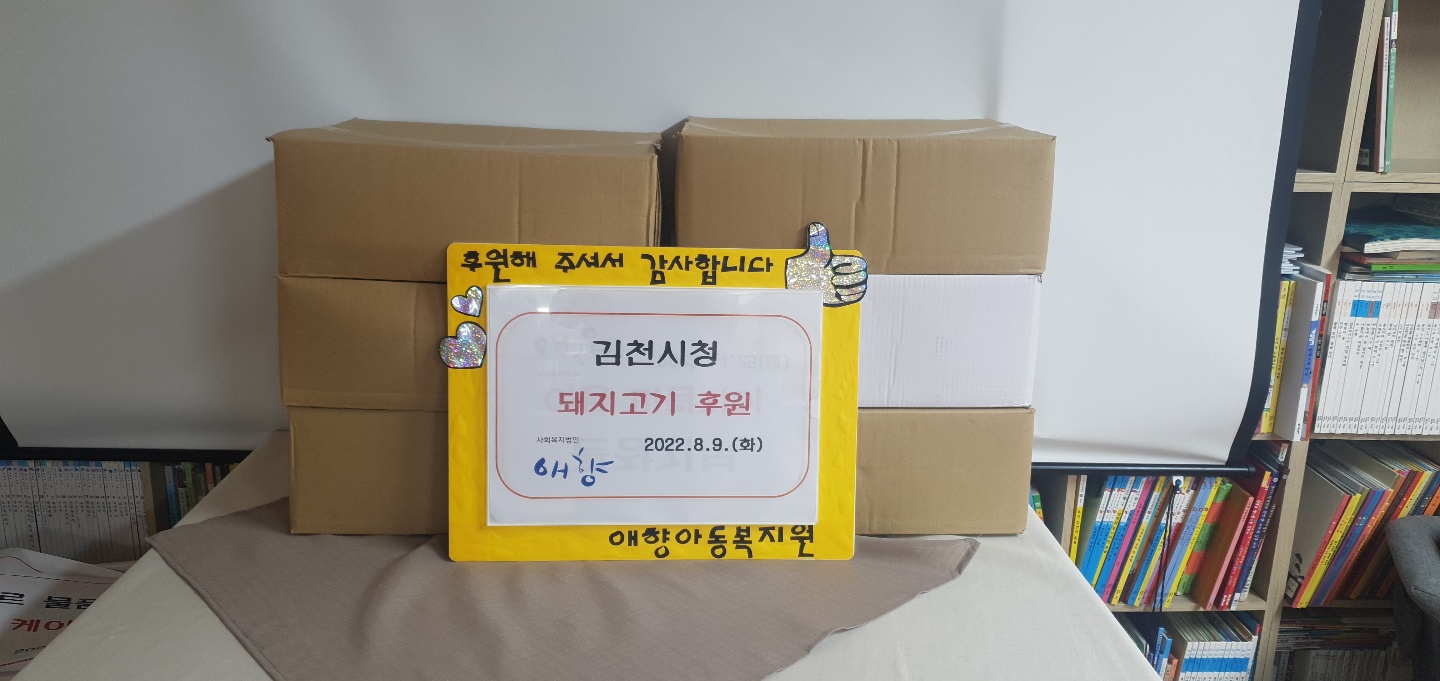 후원해 주셔서 감사합니다
김천시청
돼지고기 후원
2022.8.9.(화)
사회복지법인
애향
애향아동복지원